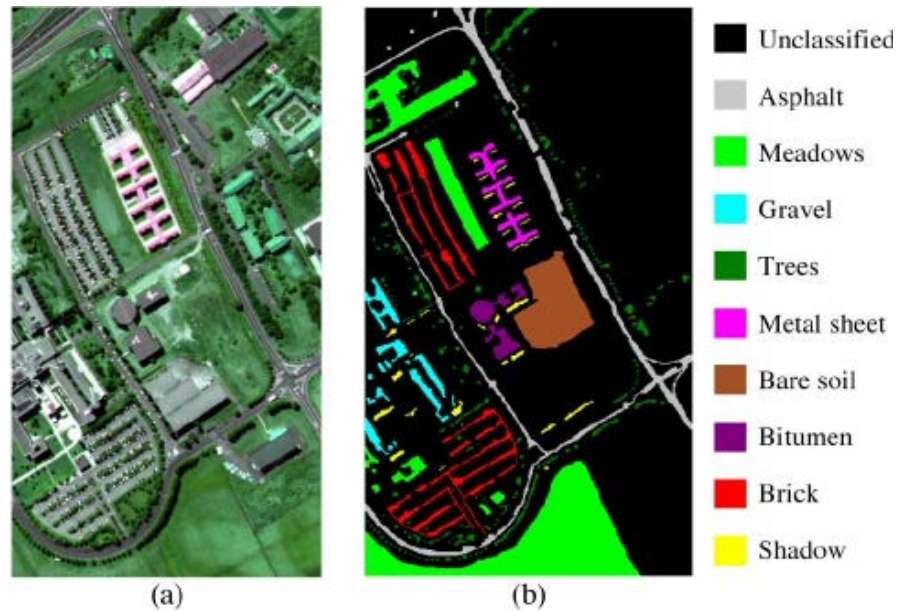 Unclassified
Asphalt
Meadows
Gravel
Trees
Metal sheet
Bare soil
Bitumen
Brick
Shadow
(a)
(b)